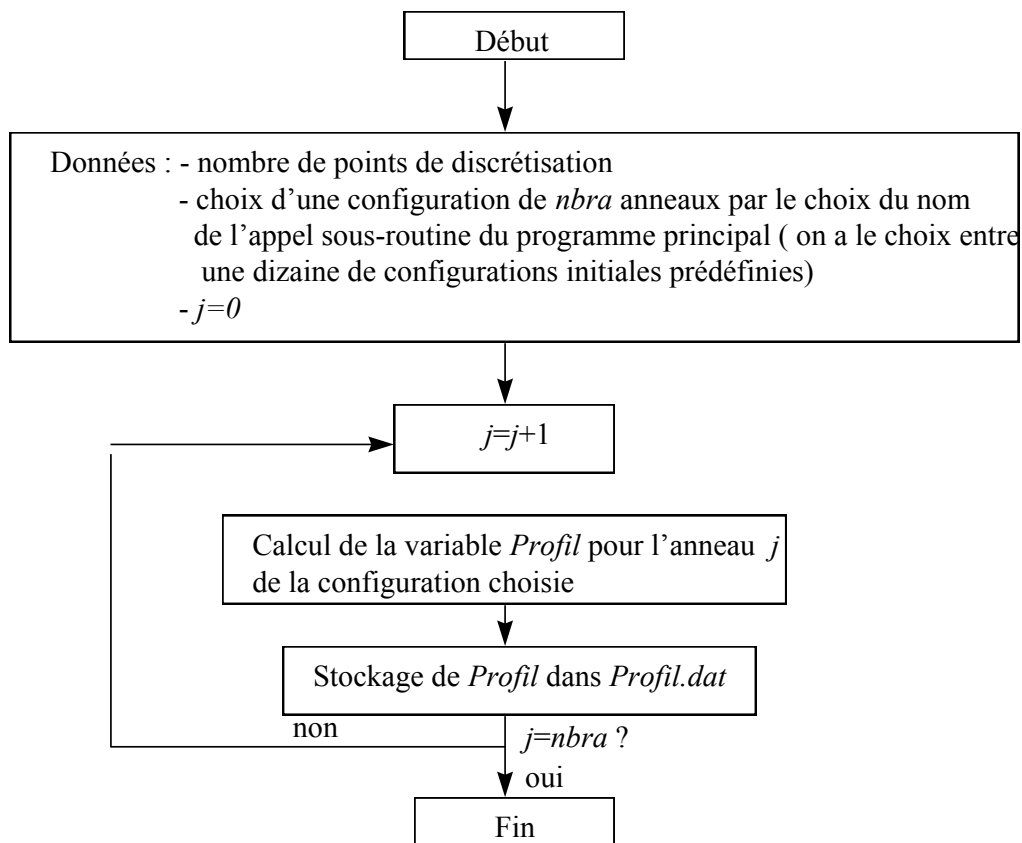 Début
Données : - nombre de points de discrétisation
- choix d’une configuration de nbra anneaux par le choix du nom
de l’appel sous-routine du programme principal ( on a le choix entre
une dizaine de configurations initiales prédéfinies)
- j=0
j=j+1
Calcul de la variable Profil pour l’anneau j
de la configuration choisie
Stockage de Profil dans Profil.dat
non
j=nbra ?
oui
Fin